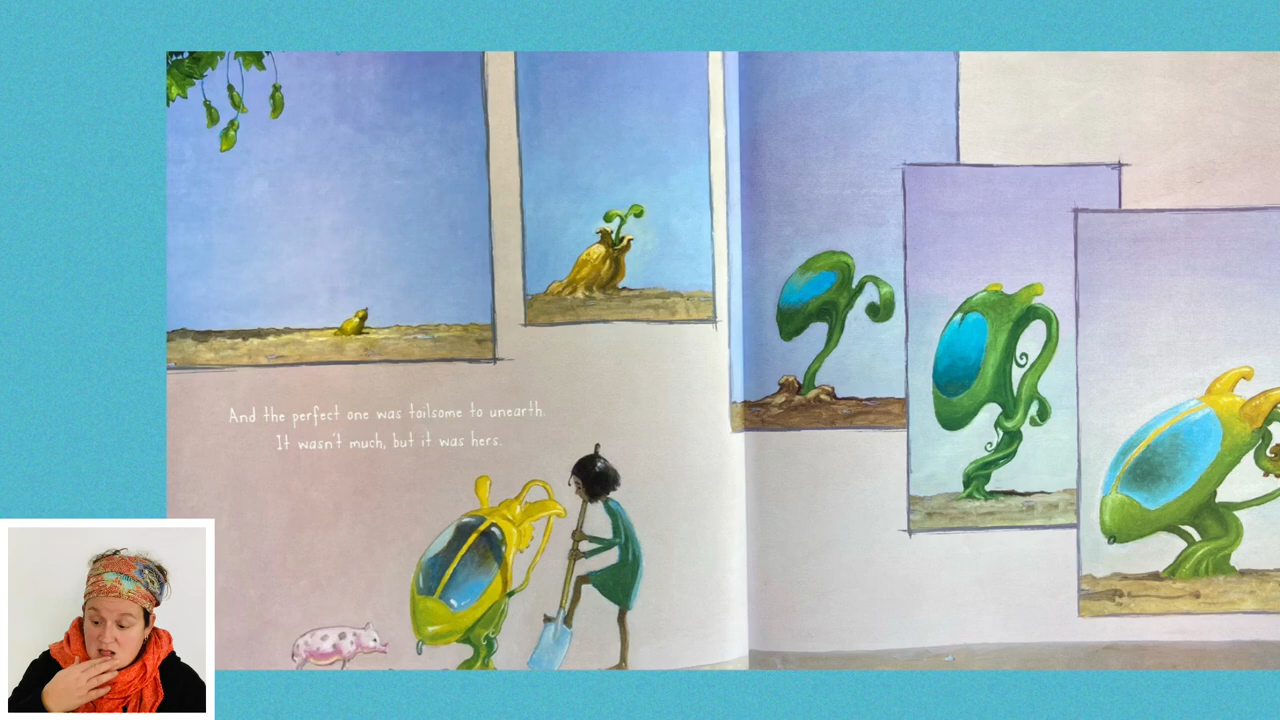 And the perfect one was toilsome to unearth.
It wasn't much, but it was hers.